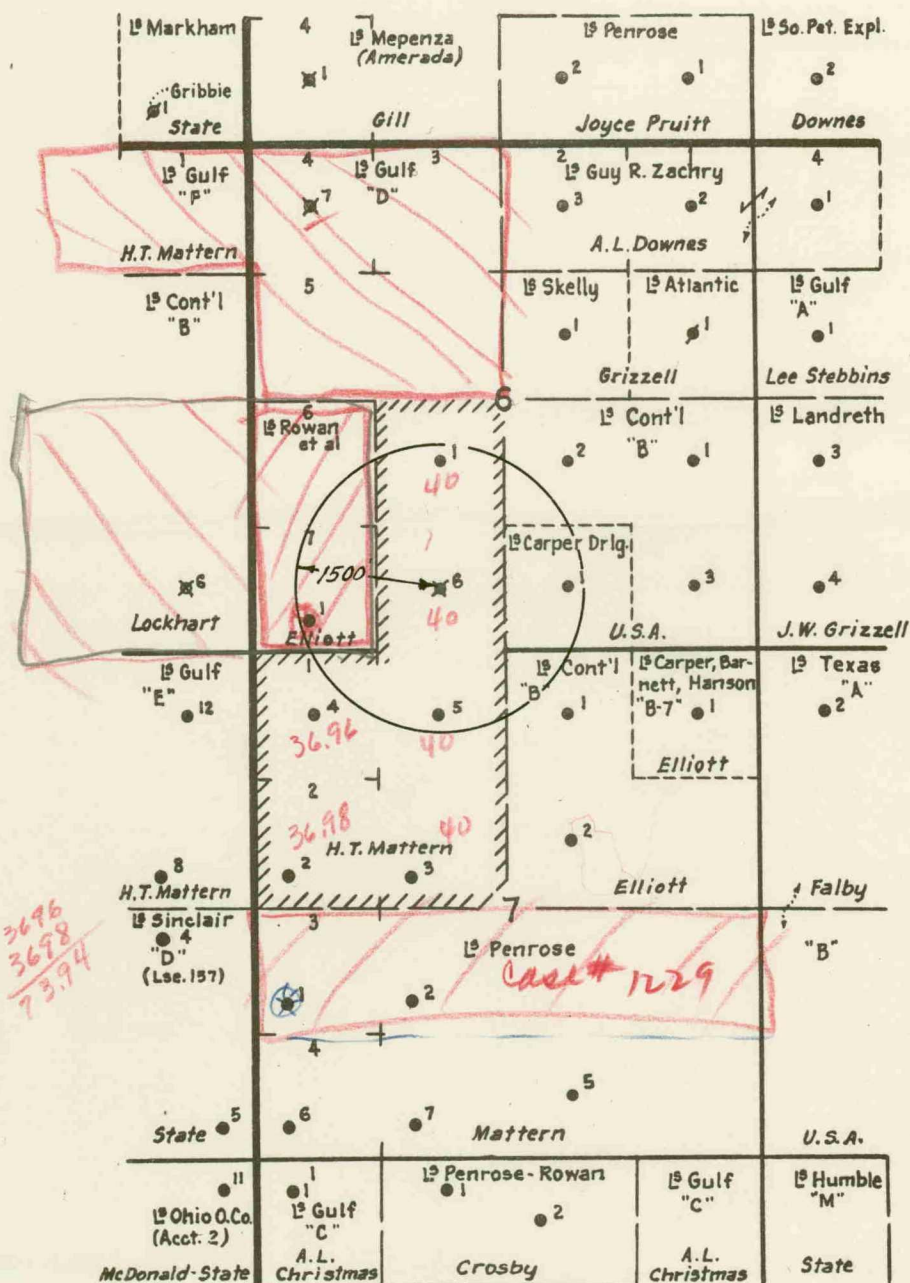 Ls Markham
4
Ls Mepenza
(Amerada)
Ls Penrose
Ls So. Pet. Expl.
1
2
1
2
Gribbie
1
State
Gill
Joyce Pruitt
Downes
1
Ls Gulf
"F"
4
3
Ls Gulf
"D"
2
1
Ls Guy R. Zachry
4
7
3
2
1
H.T. Mattern
A.L. Downes
Ls Cont'l
"B"
5
Ls Skelly
Ls Atlantic
Ls Gulf
"A"
1
1
1
Grizzell
Lee Stebbins
6
6
Ls Rowan
et al
Ls Cont'l
"B"
Ls Landreth
1
2
1
3
40
7
Ls Carper Drlg.
1500'
6
6
3
4
1
40
Lockhart
Elliott
U.S.A.
J.W. Grizzell
Ls Gulf
"E"
1
Ls Cont'l
"B"
Ls Carper, Bar-
nett, Hanson
"B-7"
Ls Texas
"A"
12
4
5
1
1
2
36.96
40
Elliott
2
36.98
40
2
H.T. Mattern
8
2
3
H.T. Mattern
Elliott
Falby
3696
3698
73.94
Ls Sinclair
4
"D"
(Lse. 157)
3
7
Ls Penrose
Case # 1229
"B"
1
2
4
5
5
6
7
State
Mattern
U.S.A.
11
1
1
Ls Penrose-Rowan
1
Ls Gulf
"C"
Ls Humble
"M"
Ls Ohio O.Co.
(Acct. 2)
Ls Gulf
"C"
2
McDonald-State
A.L.
Christmas
Crosby
A.L.
Christmas
State